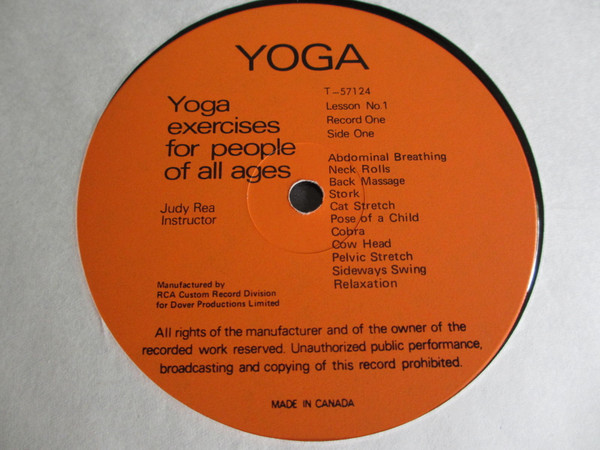 YOGA
Yoga
exercises
for people
of all ages
Judy Rea
Instructor
T-57124
Lesson No.1
Record One
Side One
Abdominal Breathing
Neck Rolls
Back Massage
Stork
Cat Stretch
Pose of a Child
Cobra
Cow Head
Pelvic Stretch
Sideways Swing
Relaxation
Manufactured by
RCA Custom Record Division
for Dover Productions Limited
All rights of the manufacturer and of the owner of the
recorded work reserved. Unauthorized public performance,
broadcasting and copying of this record prohibited.
MADE IN CANADA